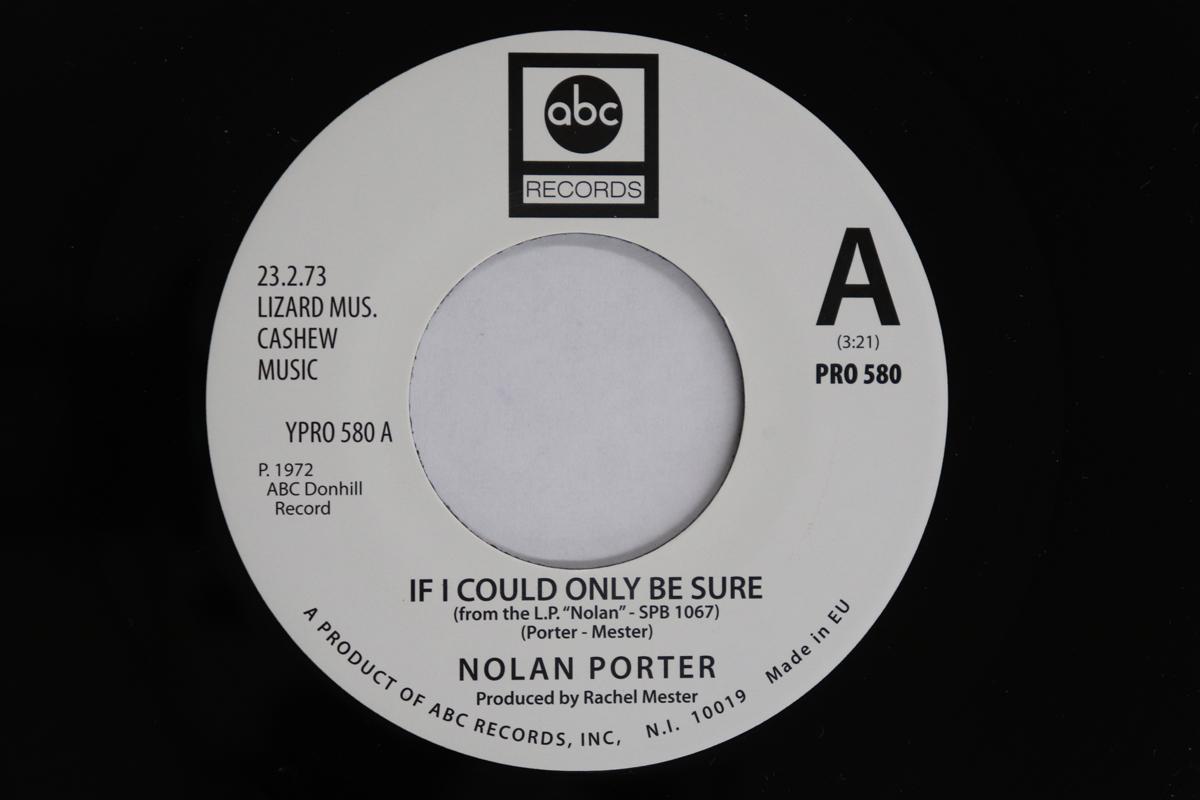 abc
RECORDS
23.2.73
LIZARD MUS.
CASHEW
MUSIC
YPRO 580 A
P. 1972
ABC Donhill
Record
A
(3:21)
PRO 580
IF I COULD ONLY BE SURE
(from the L.P. “Nolan” - SPB 1067)
(Porter - Mester)
NOLAN PORTER
Produced by Rachel Mester
A PRODUCT OF ABC RECORDS, INC, N.I. 10019 Made in EU